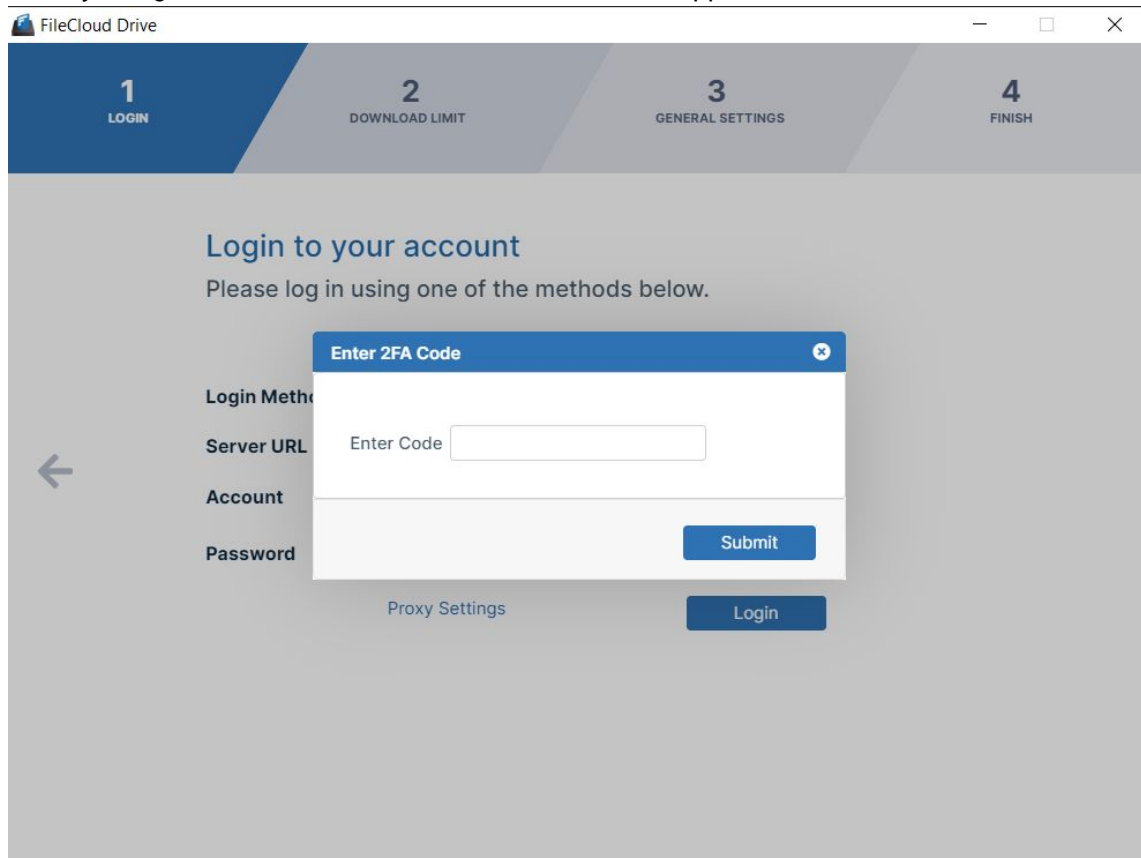 FileCloud Drive
1
LOGIN
2
DOWNLOAD LIMIT
3
GENERAL SETTINGS
4
FINISH
Login to your account
Please log in using one of the methods below.
Enter 2FA Code
Login Metho
Server URL
Enter Code
Account
Password
Submit
Proxy Settings
Login